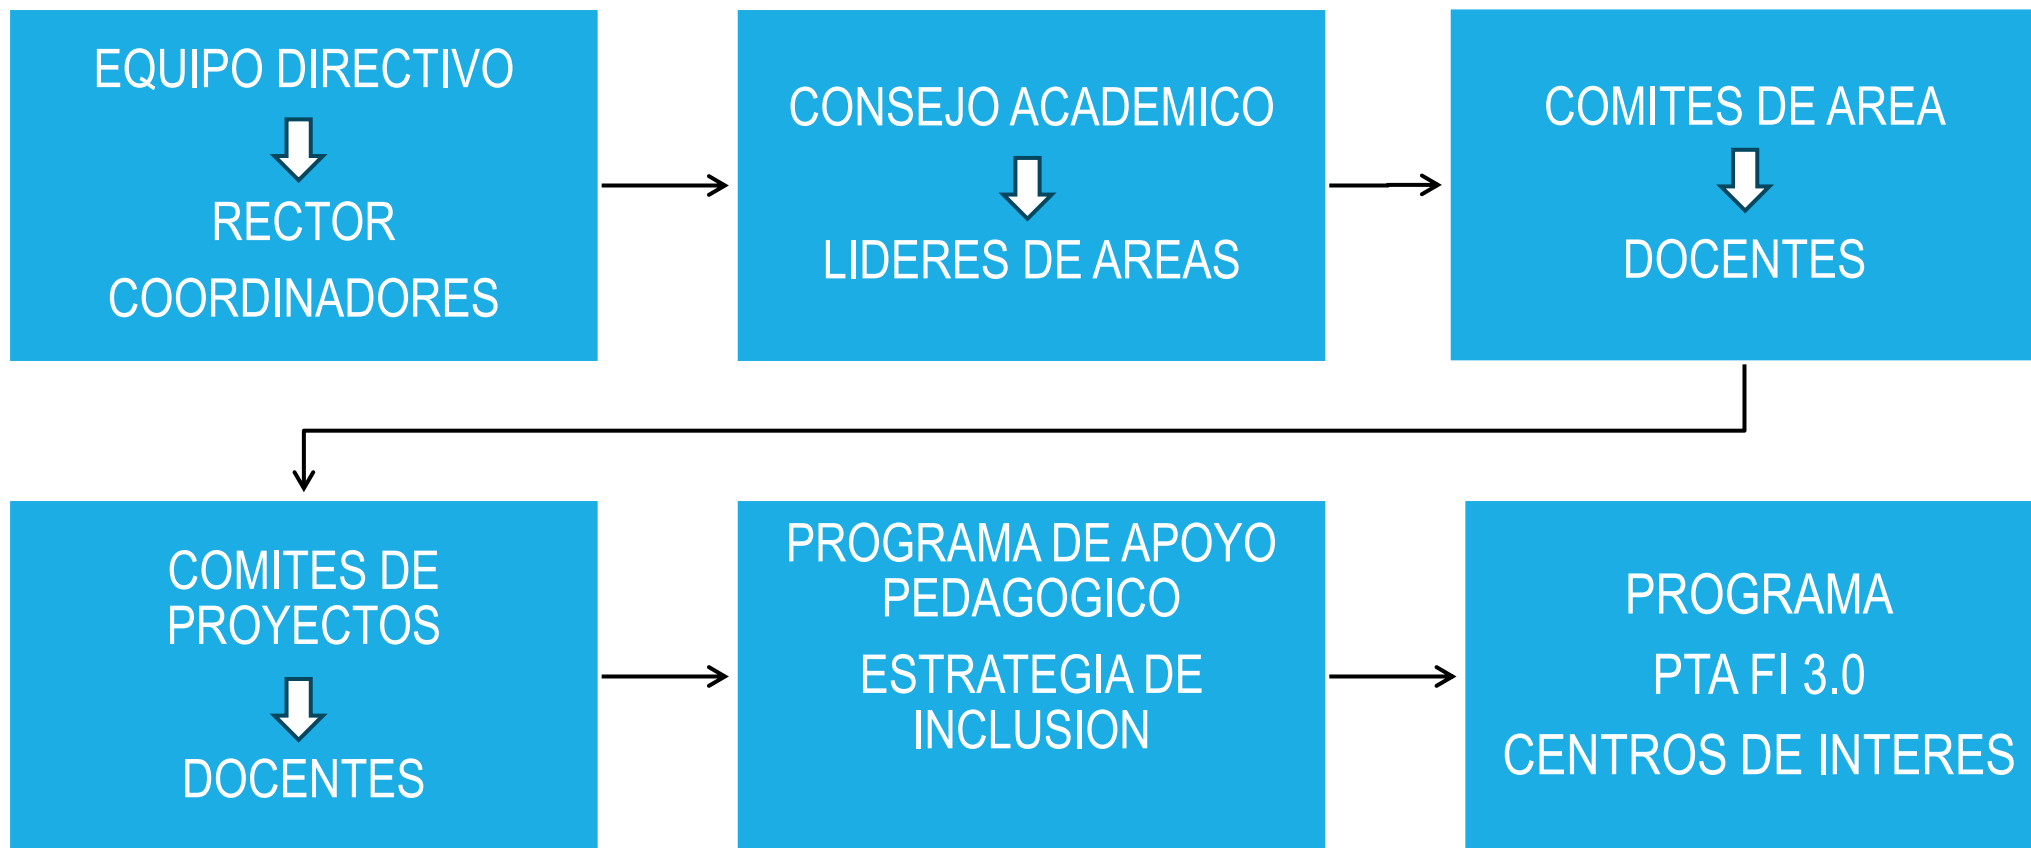 EQUIPO DIRECTIVO
RECTOR
COORDINADORES
CONSEJO ACADEMICO
LIDERES DE AREAS
COMITES DE AREA
DOCENTES
COMITES DE
PROYECTOS
DOCENTES
PROGRAMA DE APOYO
PEDAGOGICO
ESTRATEGIA DE
INCLUSION
PROGRAMA
PTA FI 3.0
CENTROS DE INTERES